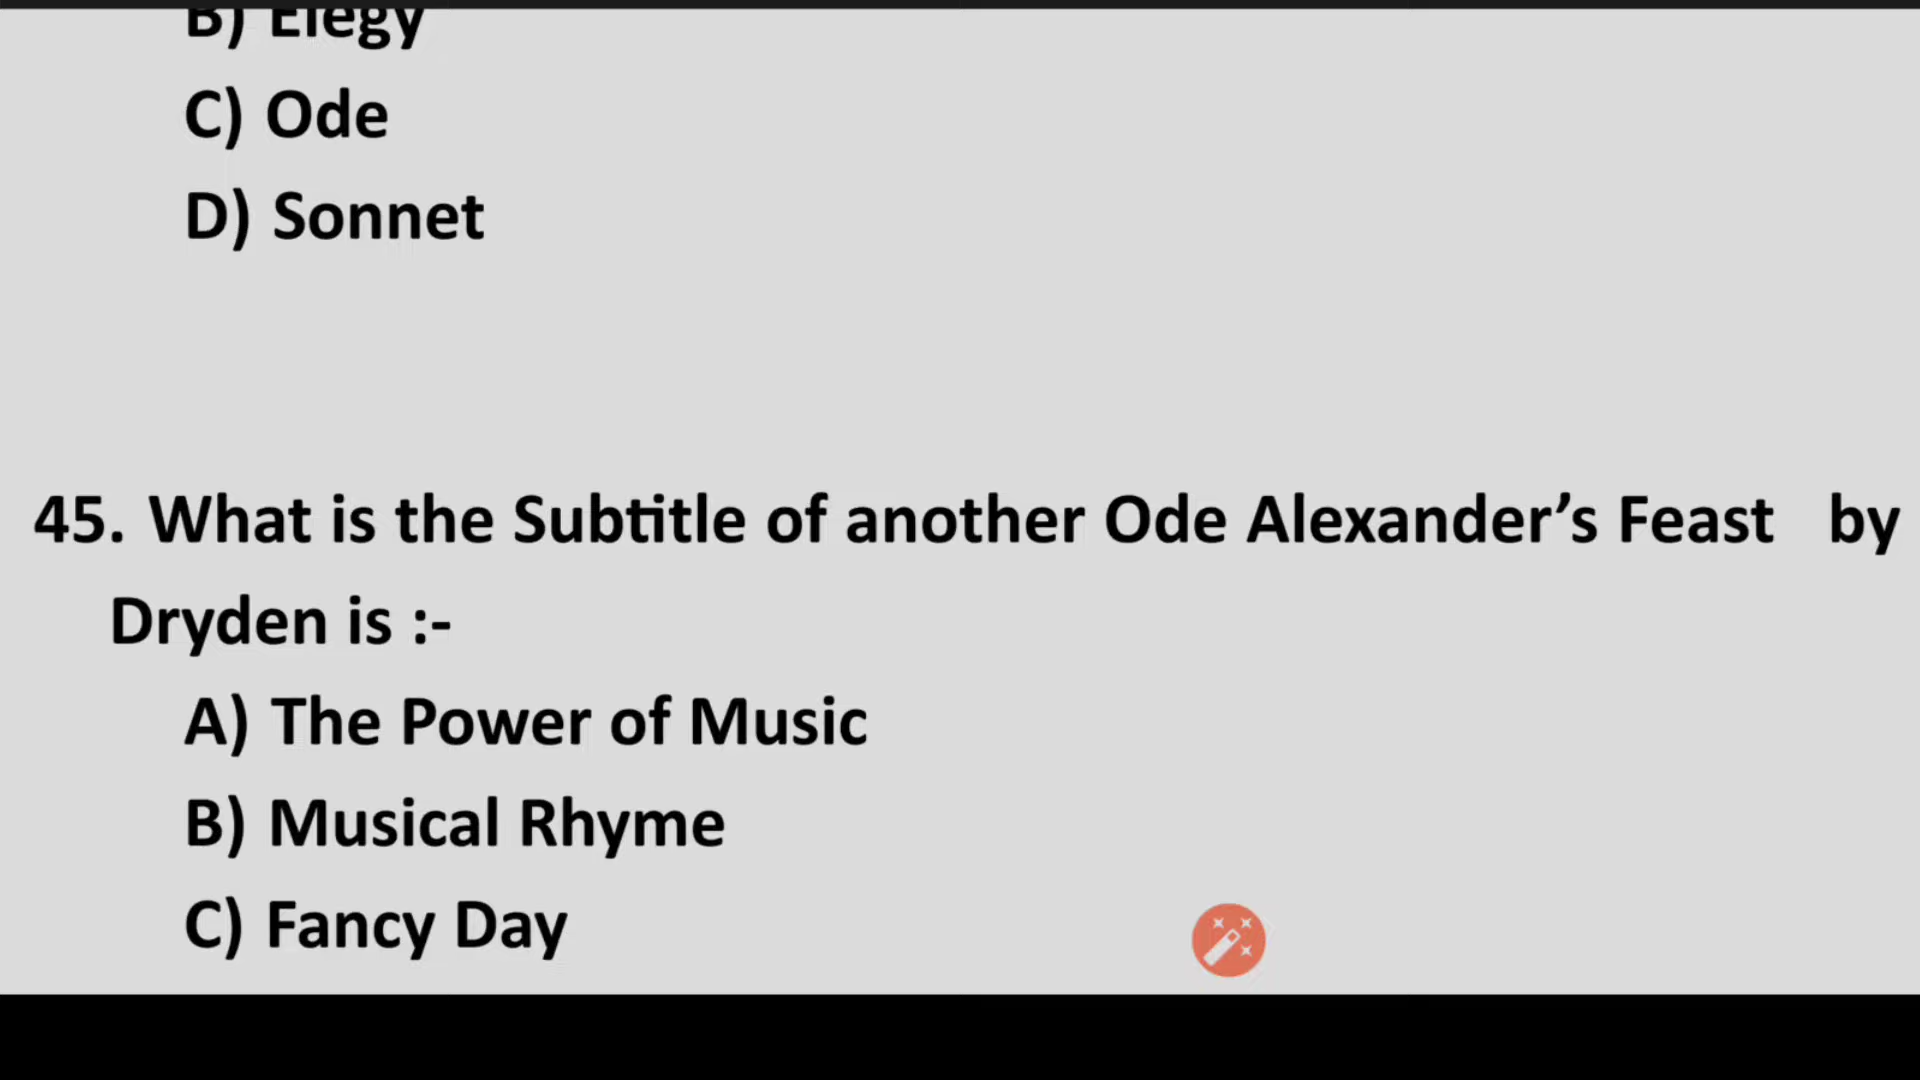 B) Elegy
C) Ode
D) Sonnet
45. What is the Subtitle of another Ode Alexander’s Feast by
Dryden is :-
A) The Power of Music
B) Musical Rhyme
C) Fancy Day